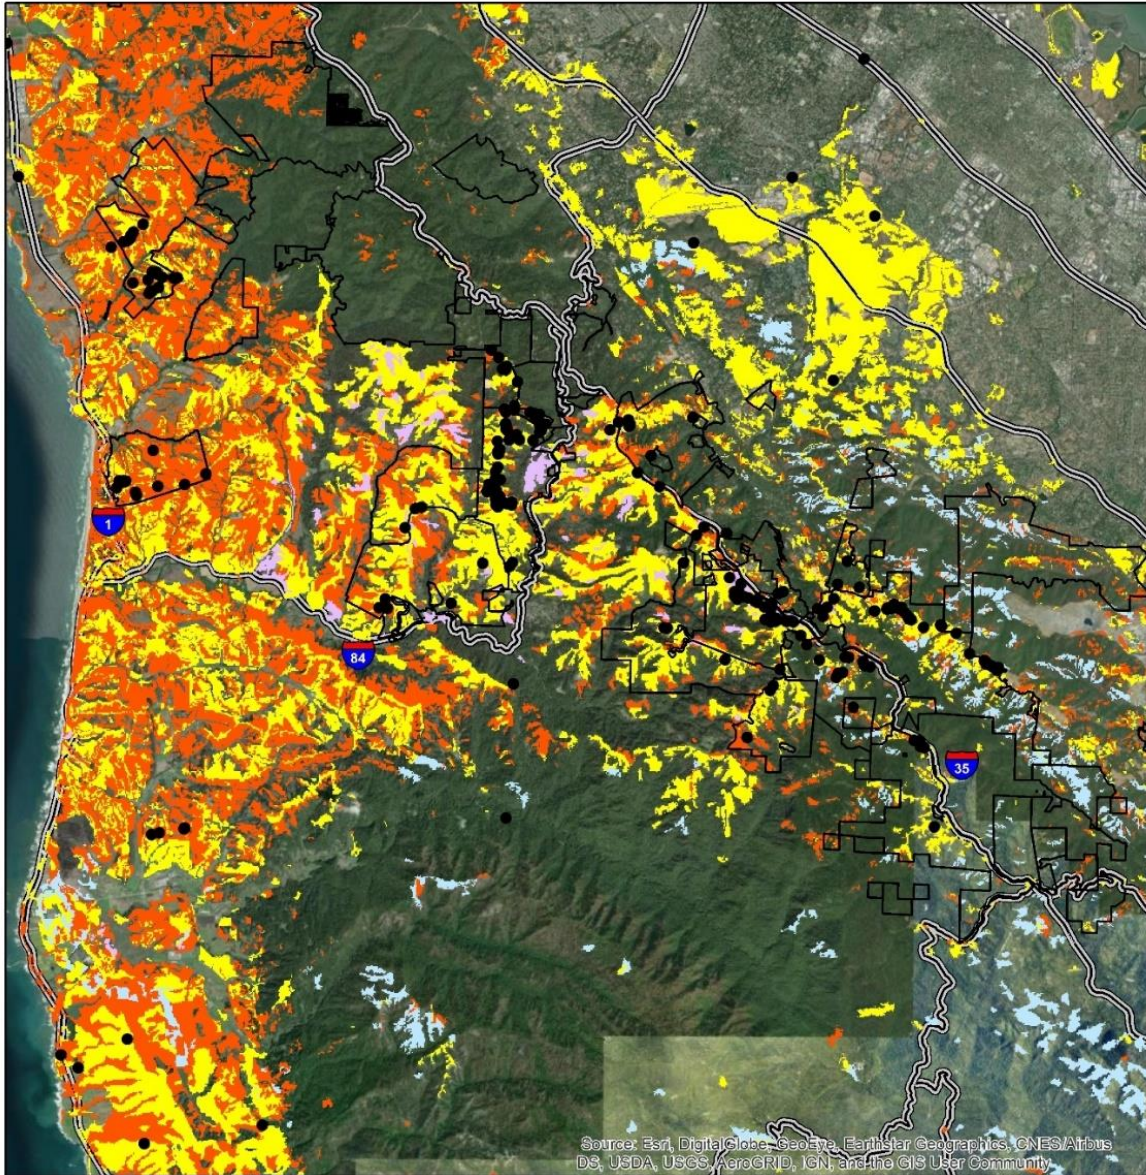 1
84
35
Source: Esri, DigitalGlobe, GeoEye, Earthstar Geographics, CNES/Airbus
DS, USDA, USGS, AeroGRID, IGN, and the GIS User Community